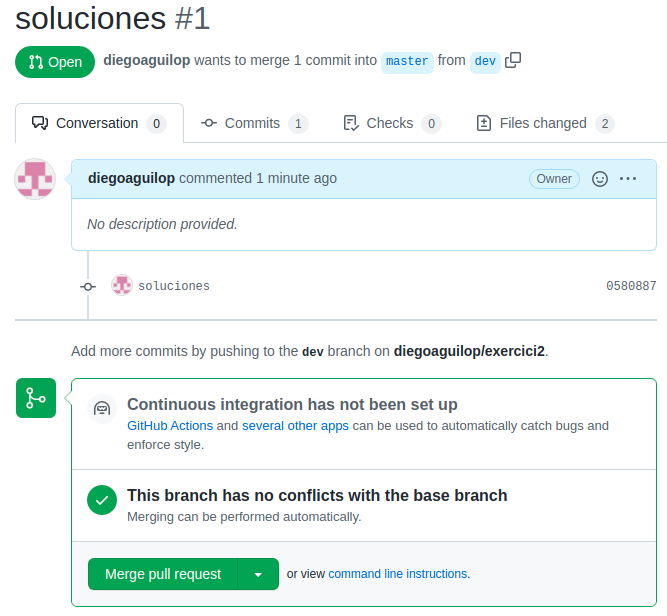 soluciones #1
Open
diegoaguilop wants to merge 1 commit into master from dev
Conversation 0
Commits 1
Checks 0
Files changed 2
diegoaguilop commented 1 minute ago
Owner
No description provided.
soluciones
0580887
Add more commits by pushing to the dev branch on diegoaguilop/exercici2.
Continuous integration has not been set up
GitHub Actions and several other apps can be used to automatically catch bugs and
enforce style.
This branch has no conflicts with the base branch
Merging can be performed automatically.
Merge pull request
or view command line instructions.